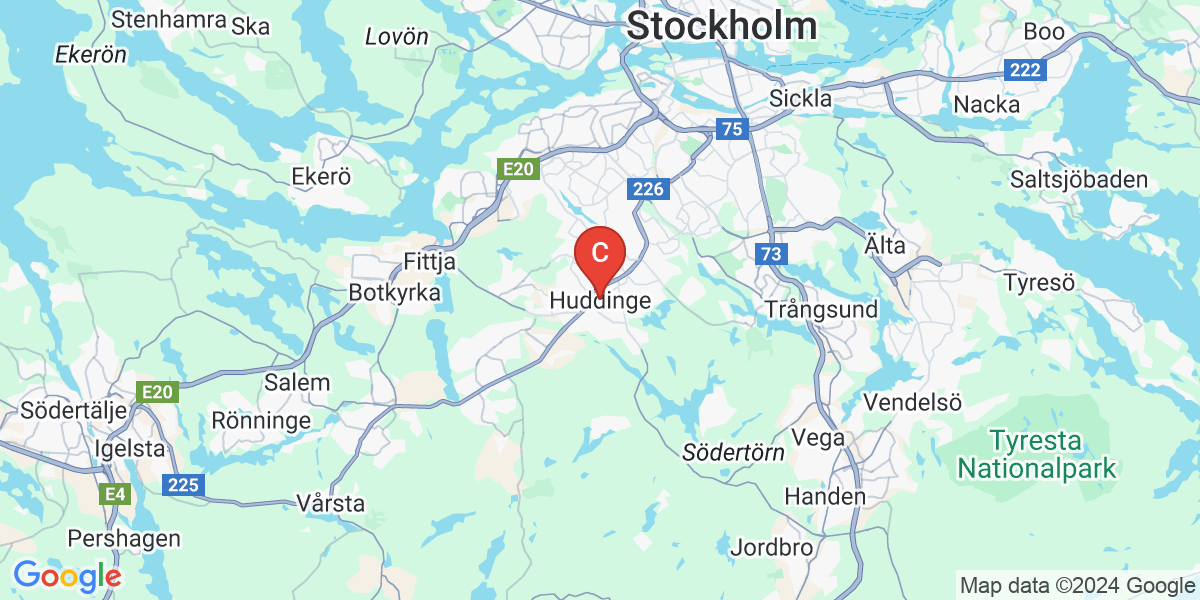 Stenhamra
Ska
Ekerön
Lovön
Stockholm
Boo
222
Sickla
Nacka
75
E20
Ekerö
226
Saltsjöbaden
C
Fittja
73
Älta
Botkyrka
Huddinge
Tyresö
Trångsund
Salem
E20
Södertälje
Rönninge
Vendelsö
Igelsta
Södertörn
Vega
Tyresta
Nationalpark
E4
225
Vårsta
Handen
Pershagen
Jordbro
Google
Map data ©2024 Google